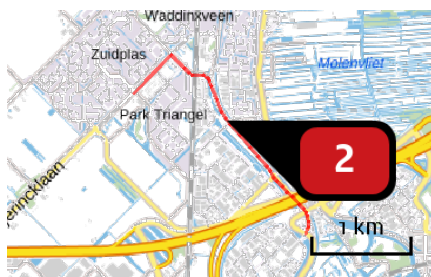 Waddinxveen
Zuidplas
Molenvliet
Park Triangel
2
1 km